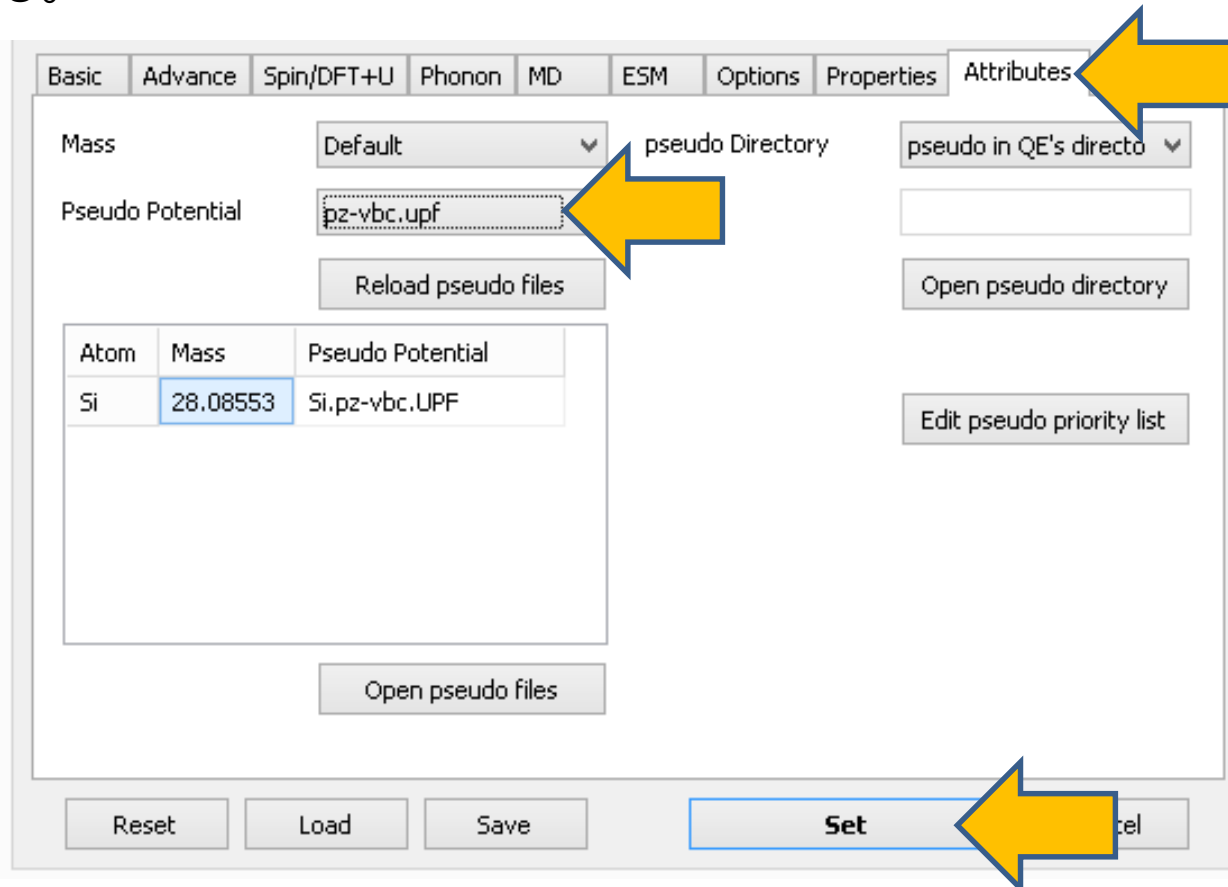 る。
Basic Advance Spin/DFT+U Phonon MD ESM Options Properties Attributes
Mass Default pseudo Directory pseudo in QE's directo
Pseudo Potential pz-vbc.upf
Reload pseudo files Open pseudo directory
Atom Mass Pseudo Potential
Si 28.08553 Si.pz-vbc.UPF
Edit pseudo priority list
Open pseudo files
Reset Load Save Set cel